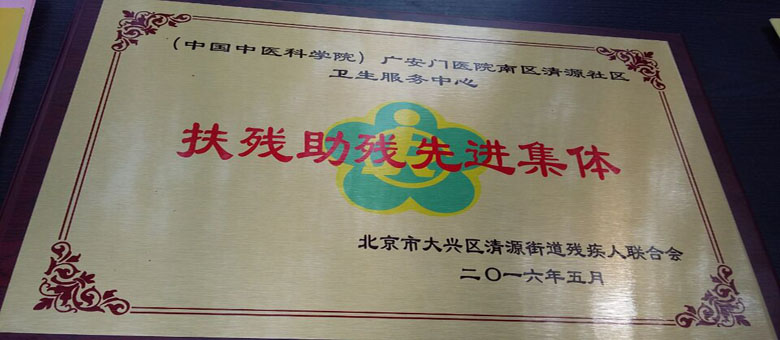 （中国中医科学院）广安门医院南区清源社区
卫生服务中心
扶残助残先进集体
北京市大兴区清源街道残疾人联合会
二〇一六年五月